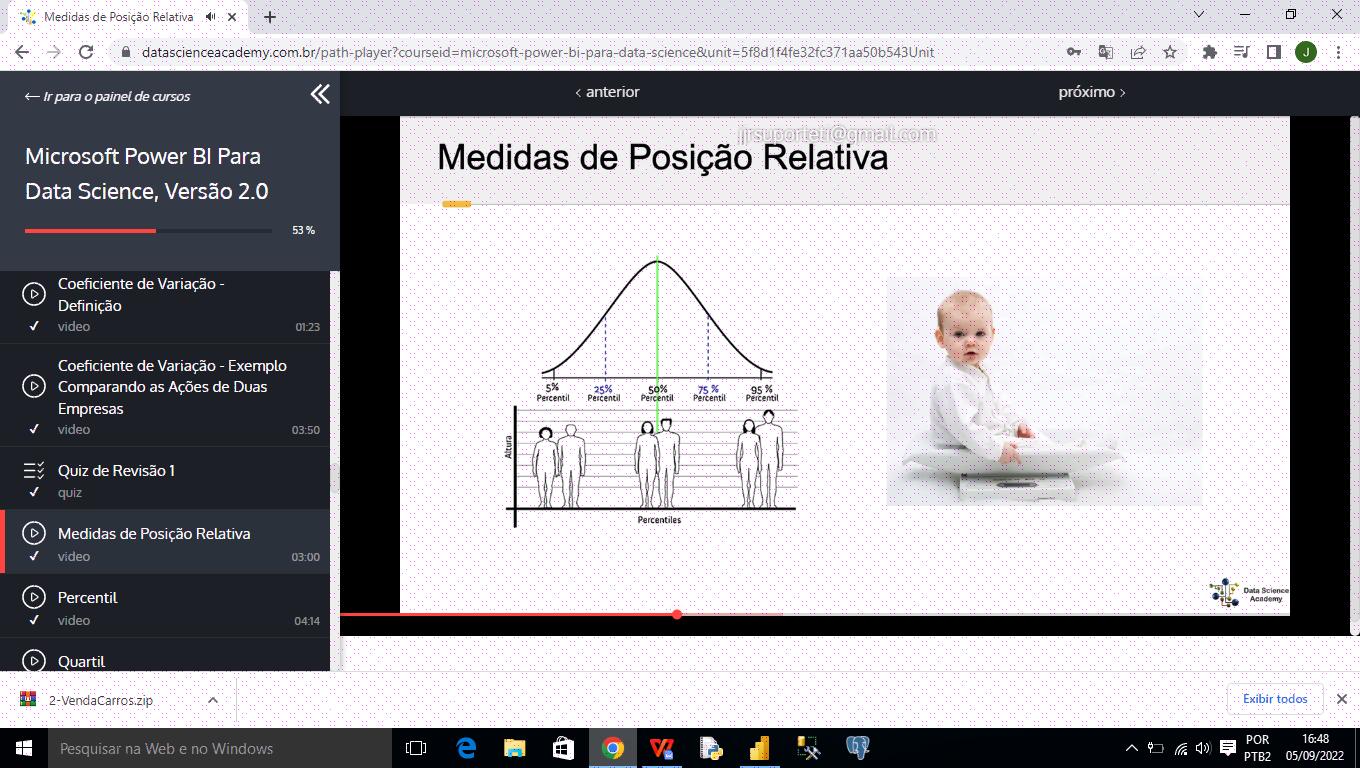 Medidas de Posição Relativa
datascienceacademy.com.br/path-player?courseid=microsoft-power-bi-para-data-science&unit=5f8d1f4fe32fc371aa50b543Unit
J
← Ir para o painel de cursos
‹ anterior
próximo ›
Microsoft Power BI Para
Data Science, Versão 2.0
53 %
Coeficiente de Variação -
Definição
video 01:23
Coeficiente de Variação - Exemplo
Comparando as Ações de Duas
Empresas
video 03:50
Quiz de Revisão 1
quiz
Medidas de Posição Relativa
video 03:00
Percentil
video 04:14
Quartil
jjrsuporteti@gmail.com
Medidas de Posição Relativa
5% 25% 50% 75 % 95 %
Percentil Percentil Percentil Percentil Percentil
Altura
Percentiles
Data Science
Academy
2-VendaCarros.zip
Exibir todos
Pesquisar na Web e no Windows
POR
PTB2
16:48
05/09/2022